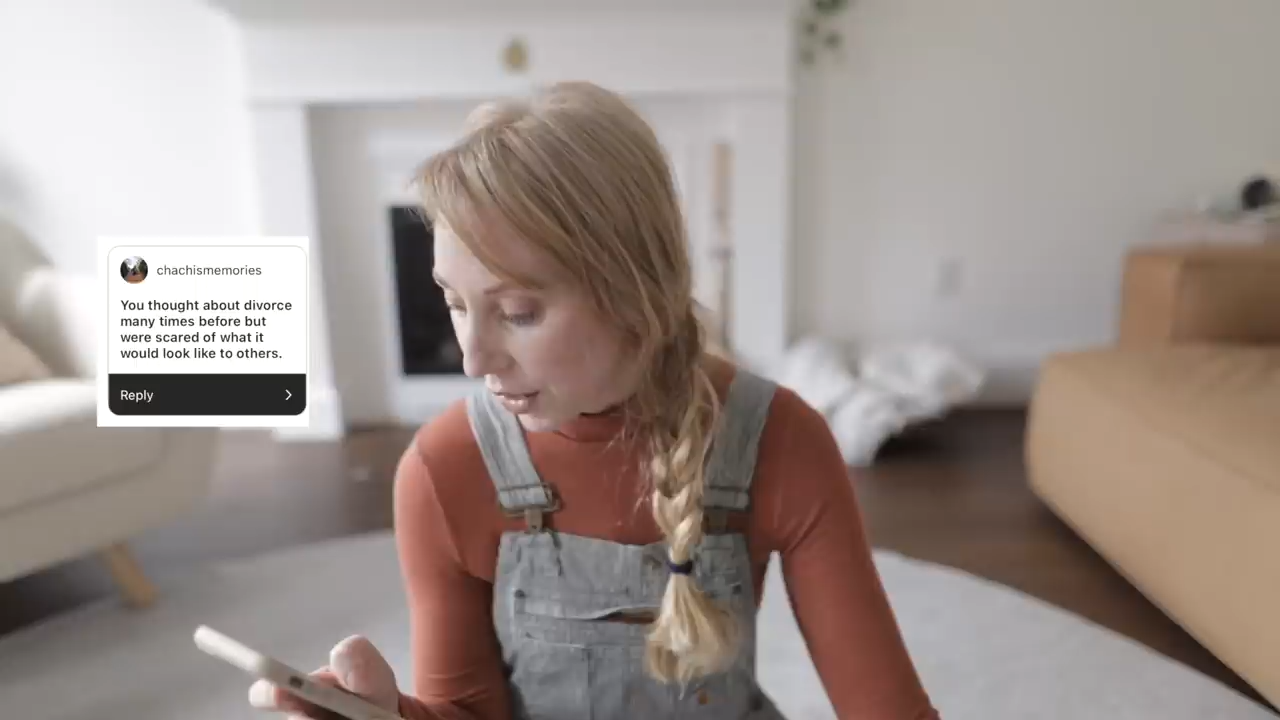 chachismemories
You thought about divorce
many times before but
were scared of what it
would look like to others.
Reply